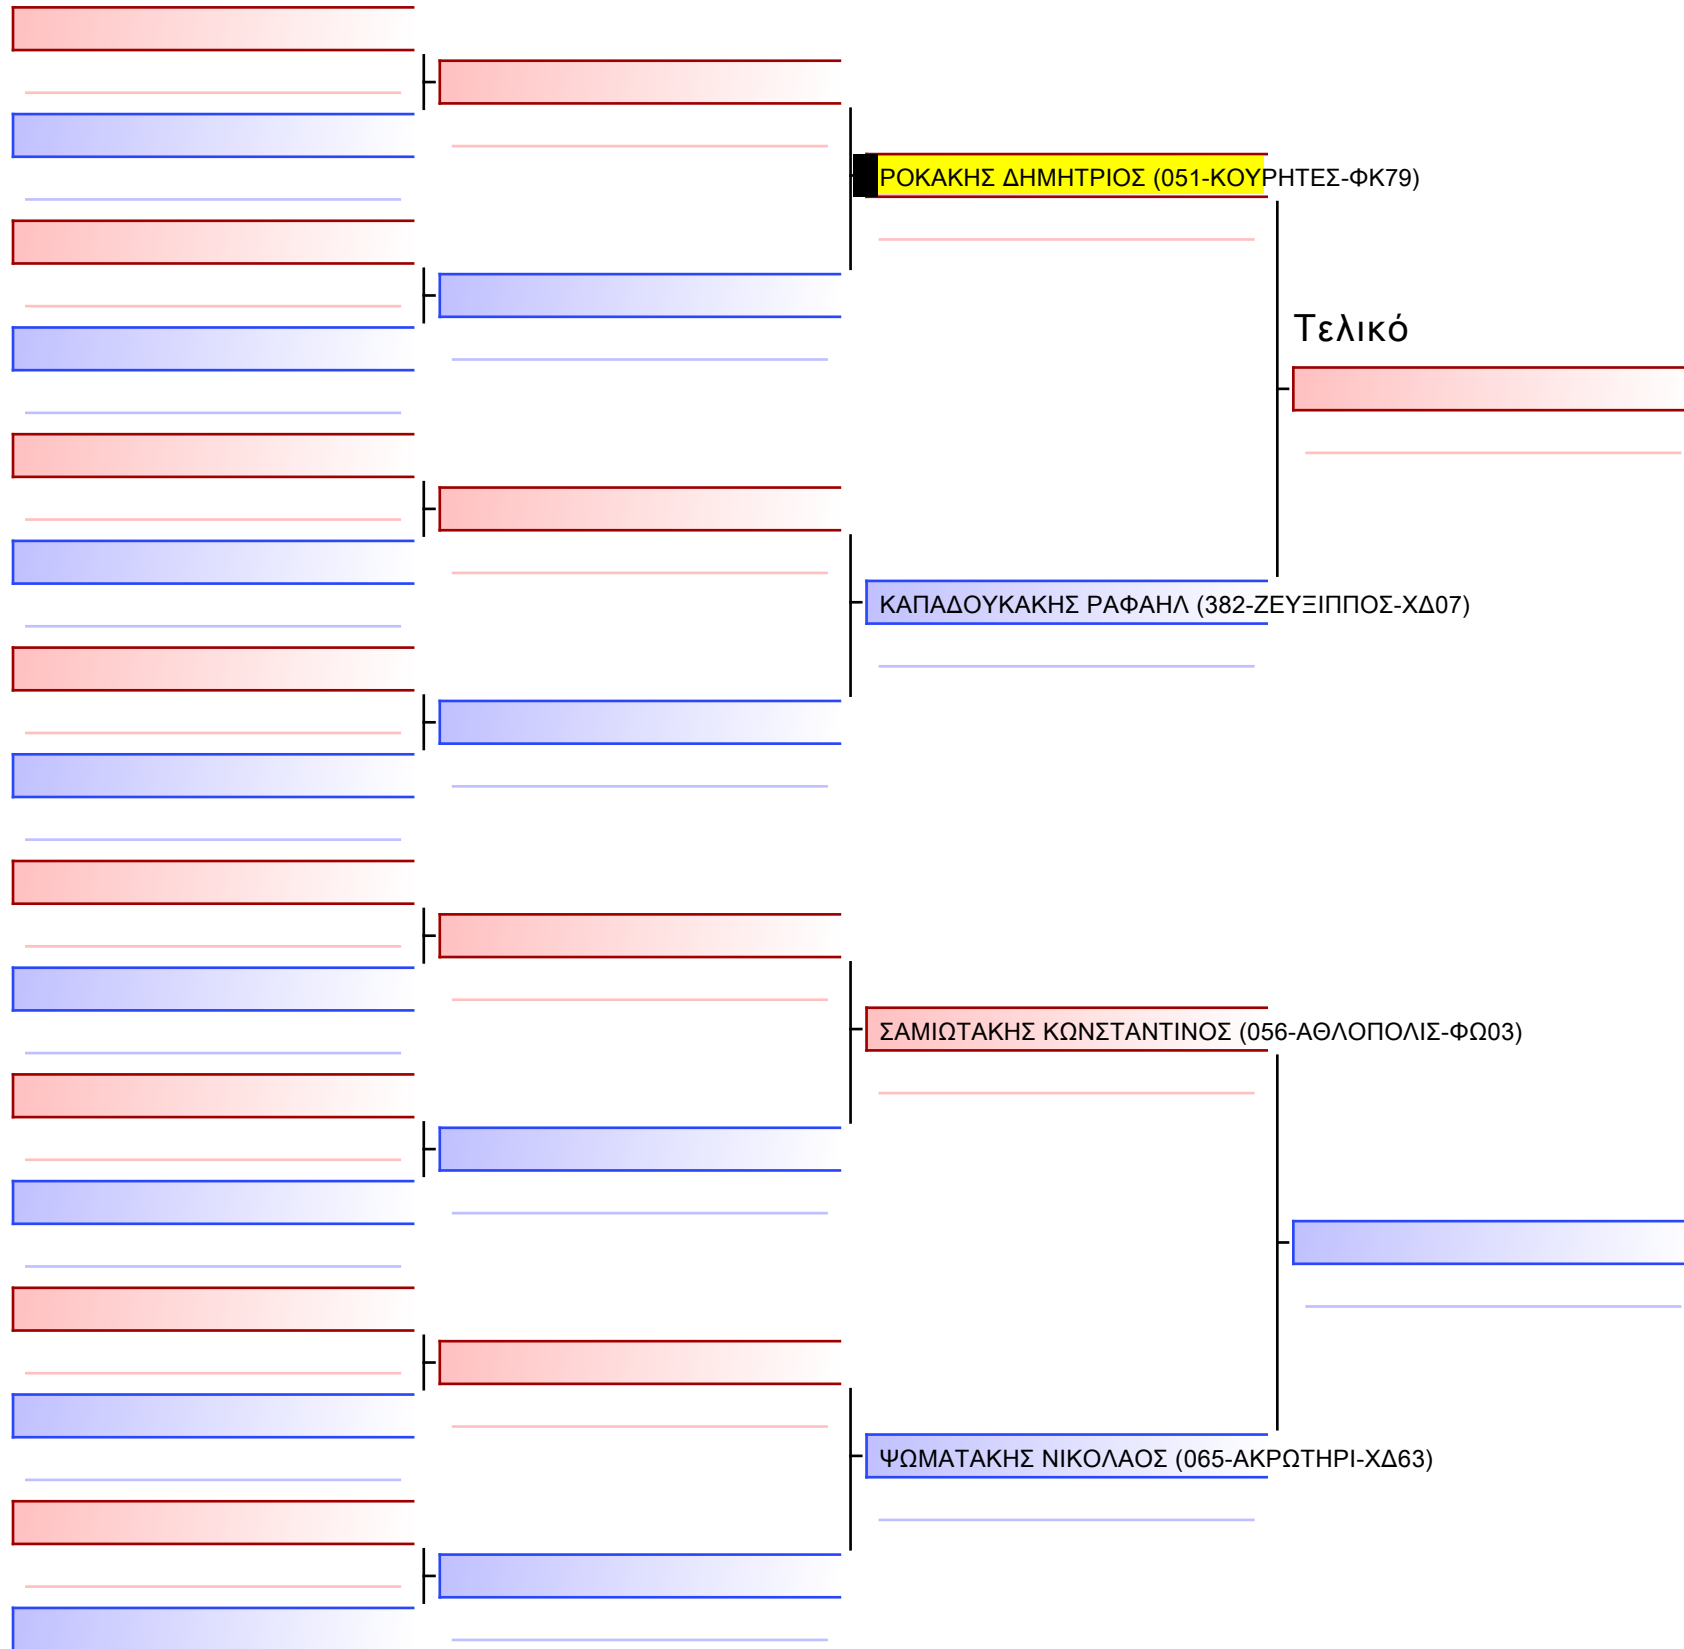 ΡΟΚΑΚΗΣ ΔΗΜΗΤΡΙΟΣ (051-ΚΟΥΡΗΤΕΣ-ΦΚ79)
Τελικό
ΚΑΠΑΔΟΥΚΑΚΗΣ ΡΑΦΑΗΛ (382-ΖΕΥΞΙΠΠΟΣ-ΧΔ07)
ΣΑΜΙΩΤΑΚΗΣ ΚΩΝΣΤΑΝΤΙΝΟΣ (056-ΑΘΛΟΠΟΛΙΣ-ΦΩ03)
ΨΩΜΑΤΑΚΗΣ ΝΙΚΟΛΑΟΣ (065-ΑΚΡΩΤΗΡΙ-ΧΔ63)